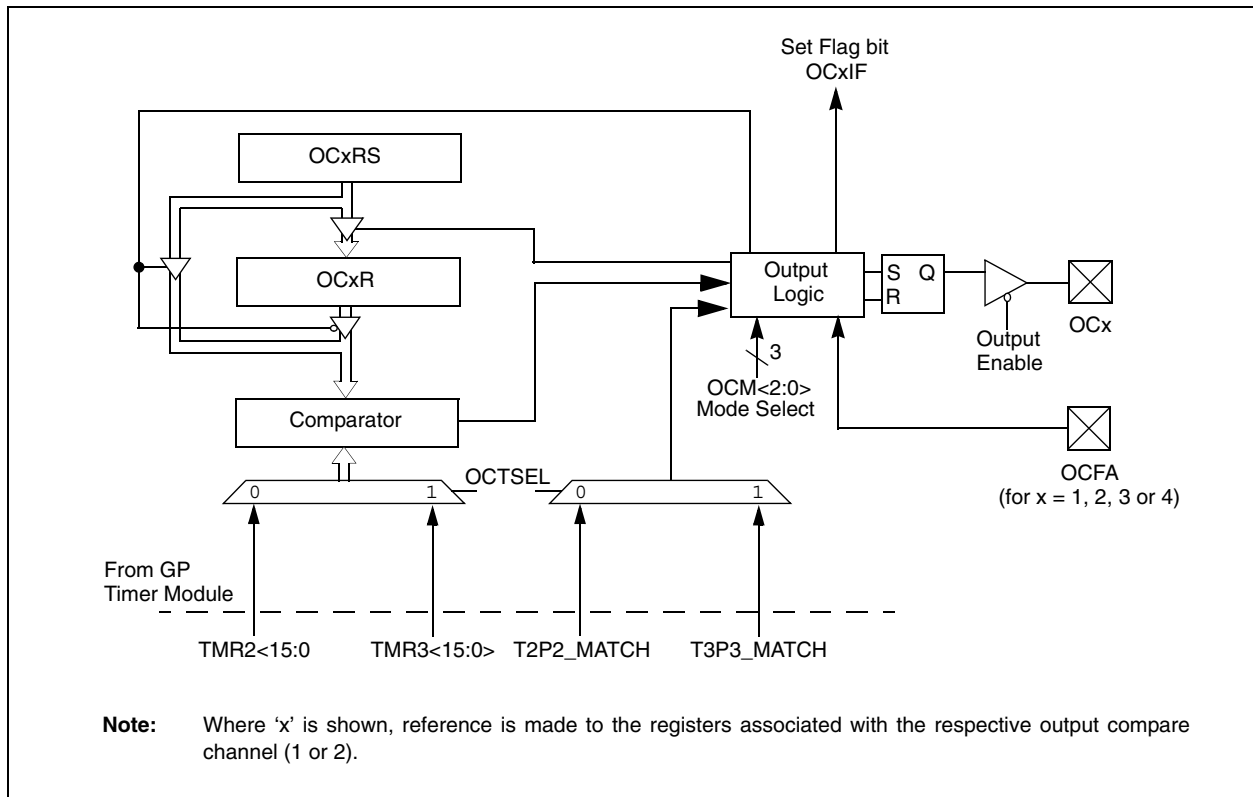 Set Flag bit
OCxIF
OCxRS
OCxR
Output
Logic
S Q
R
OCx
Output
Enable
3
OCM<2:0>
Mode Select
Comparator
OCTSEL
0 1
0 1
OCFA
(for x = 1, 2, 3 or 4)
From GP
Timer Module
TMR2<15:0 TMR3<15:0> T2P2_MATCH T3P3_MATCH
Note: Where ‘x’ is shown, reference is made to the registers associated with the respective output compare
channel (1 or 2).